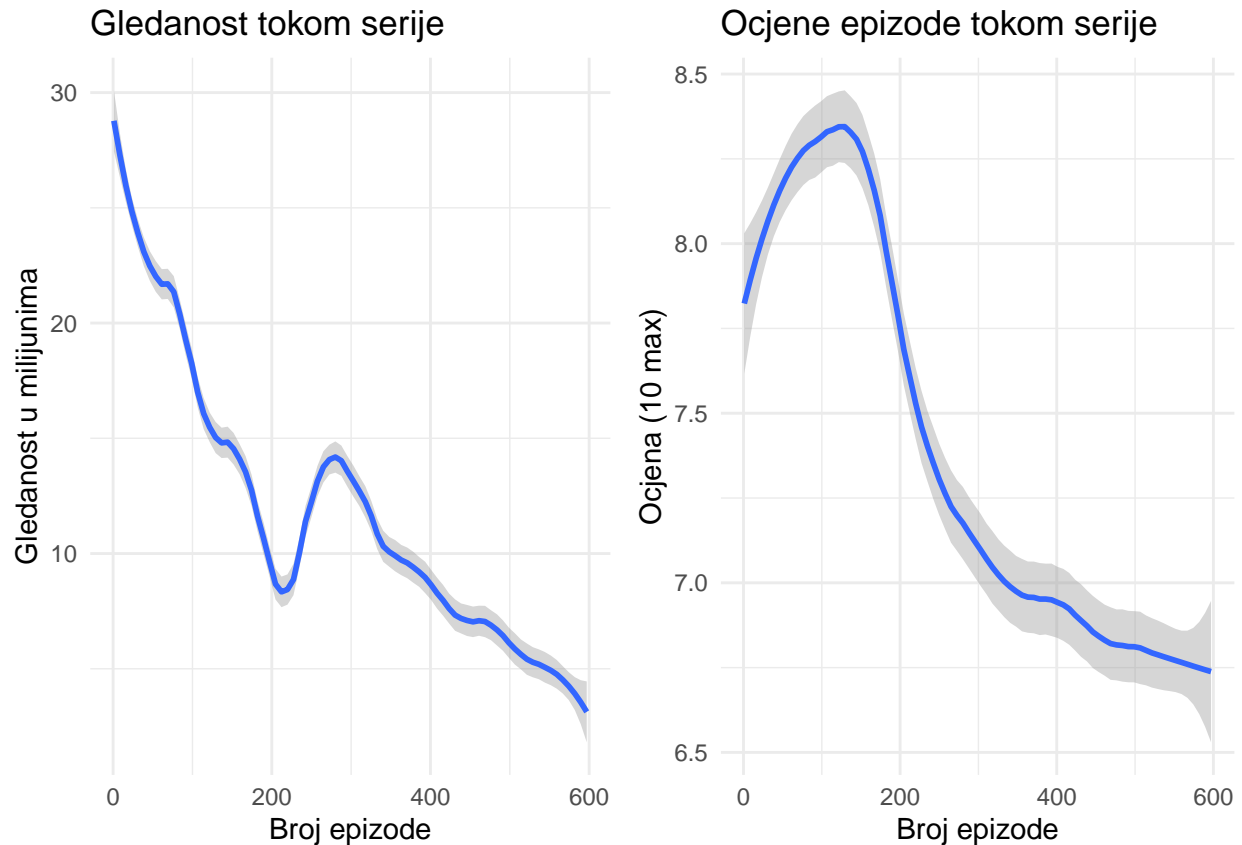 Gledanost tokom serije
30
20
10
Gledanost u milijunima
0
200
400
600
Broj epizode
Ocjene epizode tokom serije
8.5
8.0
7.5
7.0
6.5
Ocjena (10 max)
0
200
400
600
Broj epizode